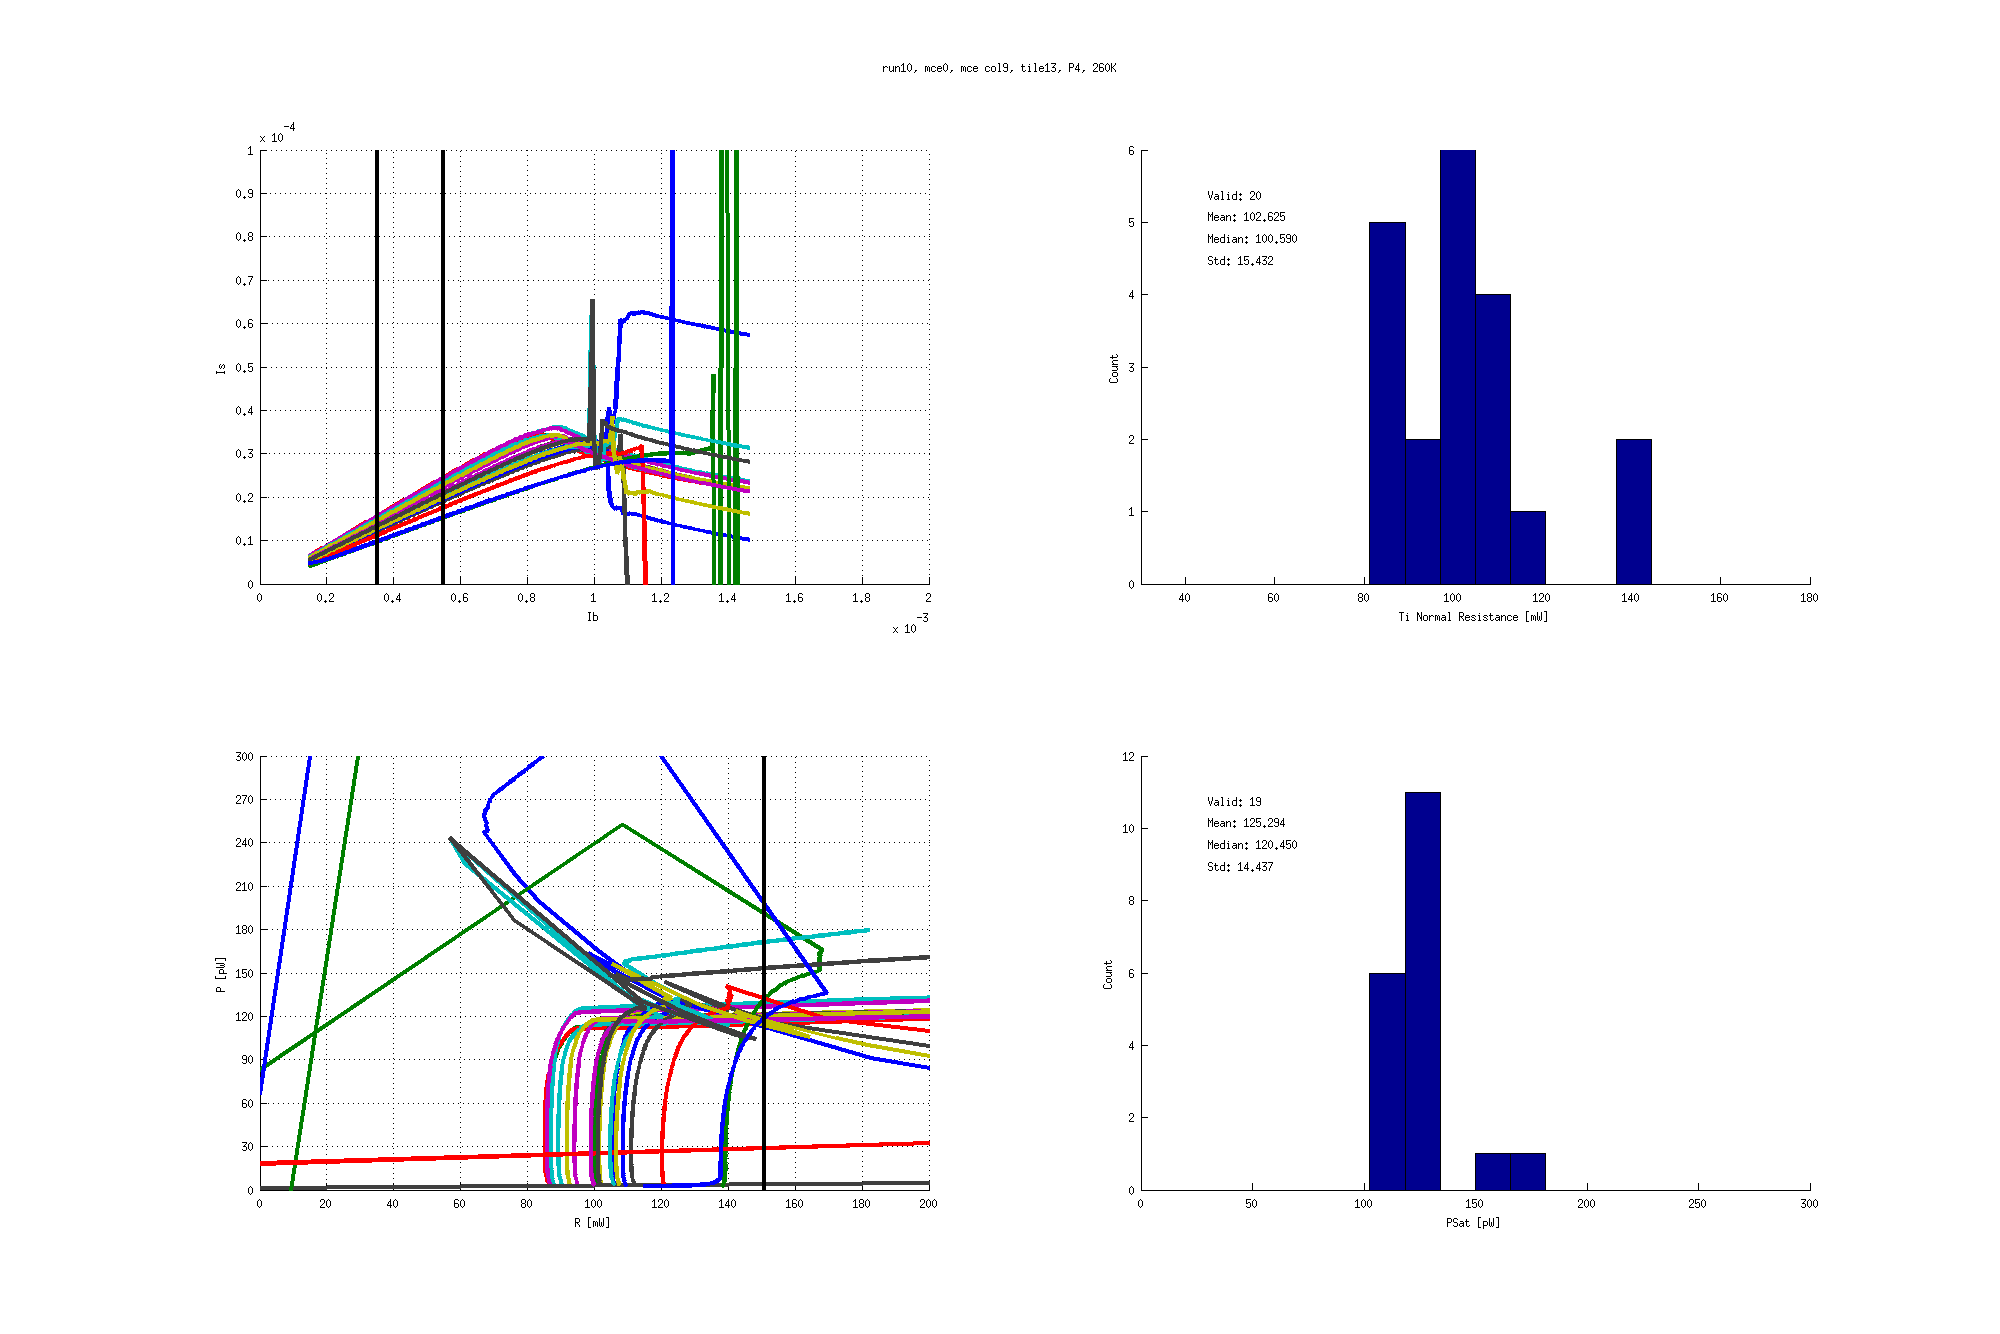 run10, mce0, mce col9, tile13, P4, 260K
x 10^-4
1
0.9
0.8
0.7
0.6
0.5
0.4
0.3
0.2
0.1
0
Is
0 0.2 0.4 0.6 0.8 1 1.2 1.4 1.6 1.8 2
Ib
x 10^-3
6
5
4
3
2
1
0
Count
Valid: 20
Mean: 102.625
Median: 100.590
Std: 15.432
40 60 80 100 120 140 160 180
Ti Normal Resistance [mW]
300
270
240
210
180
150
120
90
60
30
0
P [pW]
0 20 40 60 80 100 120 140 160 180 200
R [mW]
12
10
8
6
4
2
0
Count
Valid: 19
Mean: 125.294
Median: 120.450
Std: 14.437
0 50 100 150 200 250 300
PSat [pW]